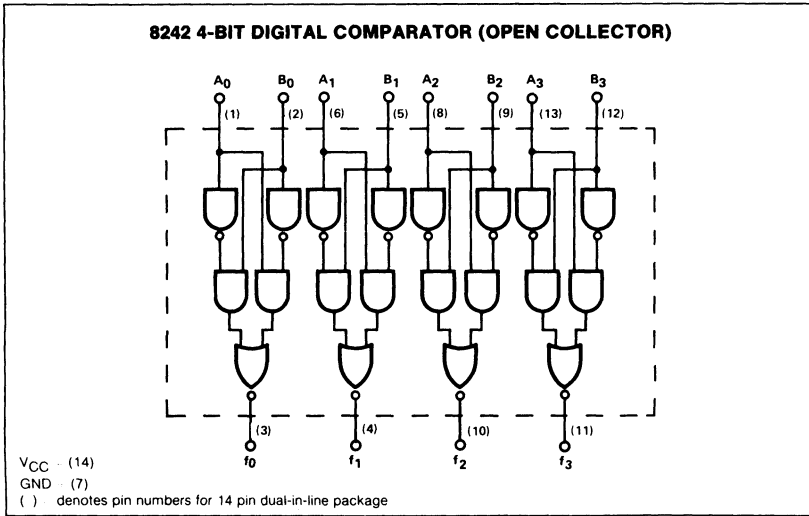 8242 4-BIT DIGITAL COMPARATOR (OPEN COLLECTOR)
A0 B0 A1 B1 A2 B2 A3 B3
(1) (2) (6) (5) (8) (9) (13) (12)
(3) (4) (10) (11)
f0 f1 f2 f3
VCC (14)
GND (7)
( ) denotes pin numbers for 14 pin dual-in-line package